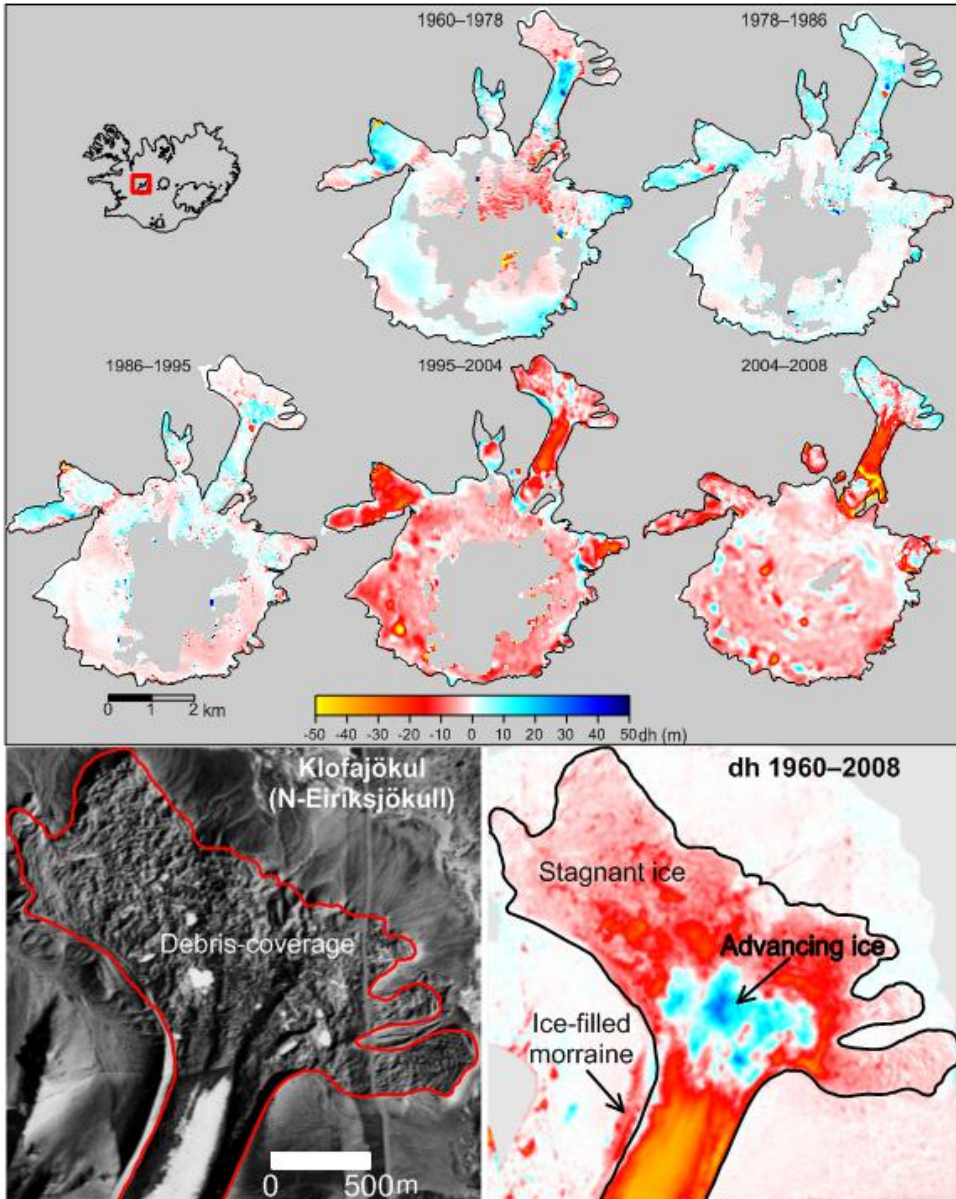 1960–1978
1978–1986
1986–1995
1995–2004
2004–2008
0 1 2 km
-50 -40 -30 -20 -10 0 10 20 30 40 50 dh (m)
Klofajökul
(N-Eiríksjökull)
Debris-coverage
0 500m
dh 1960–2008
Stagnant ice
Advancing ice
Ice-filled
morraine